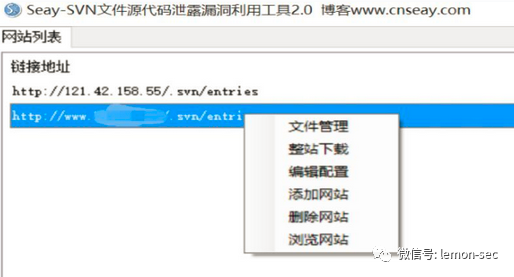 Seay-SVN文件源代码泄露漏洞利用工具2.0 博客www.cnseay.com
网站列表
链接地址
http://121.42.158.55/.svn/entries
http://www. /.svn/entri
文件管理
整站下载
编辑配置
添加网站
删除网站
浏览网站
微信号: lemon-sec